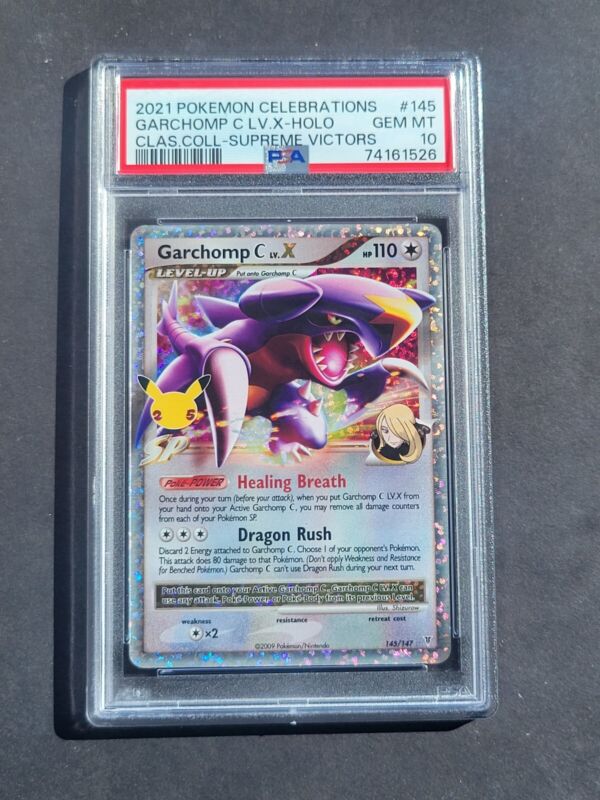 2021 POKEMON CELEBRATIONS #145
GARCHOMP C LV.X-HOLO GEM MT
CLAS.COLL-SUPREME VICTORS 10
PSA 74161526
Garchomp C LV.X HP 110
LEVEL-UP Put onto Garchomp C
25
SP
Poké-POWER Healing Breath
Once during your turn (before your attack), when you put Garchomp C LV.X from
your hand onto your Active Garchomp C, you may remove all damage counters
from each of your Pokémon SP.
Dragon Rush
Discard 2 Energy attached to Garchomp C. Choose 1 of your opponent's Pokémon.
This attack does 80 damage to that Pokémon. (Don't apply Weakness and Resistance
for Benched Pokémon.) Garchomp C can't use Dragon Rush during your next turn.
Put this card onto your Active Garchomp C. Garchomp C LV.X can
use any attack, Poké-Power or Poké-Body from its previous Level.
Illus. Shizurow
weakness resistance retreat cost
×2
©2009 Pokémon/Nintendo 145/147
PSA